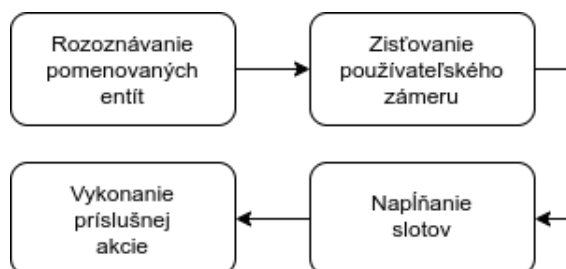 Rozoznávanie
pomenovaných
entít
Zisťovanie
používateľského
zámeru
Vykonanie
príslušnej
akcie
Napĺňanie
slotov